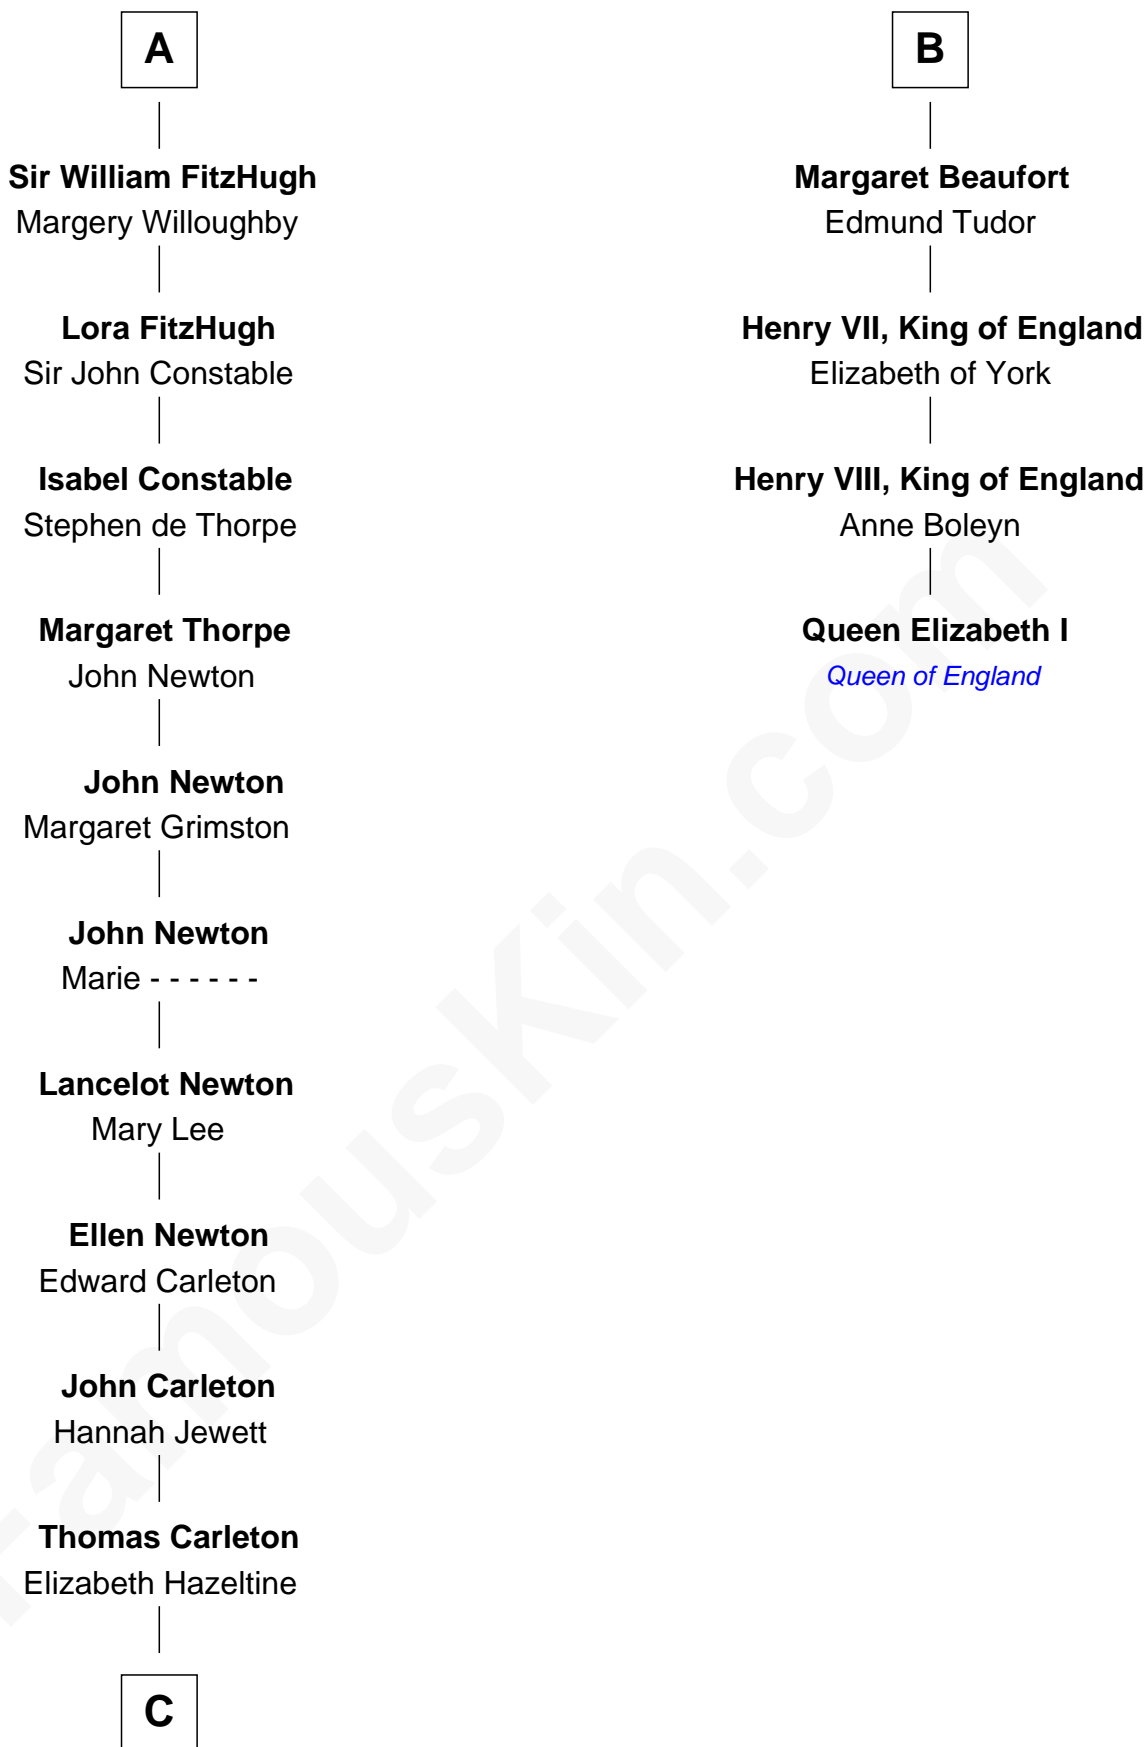 A
Sir William FitzHugh
Margery Willoughby
Lora FitzHugh
Sir John Constable
Isabel Constable
Stephen de Thorpe
Margaret Thorpe
John Newton
John Newton
Margaret Grimston
John Newton
Marie - - - - - -
Lancelot Newton
Mary Lee
Ellen Newton
Edward Carleton
John Carleton
Hannah Jewett
Thomas Carleton
Elizabeth Hazeltine
C
B
Margaret Beaufort
Edmund Tudor
Henry VII, King of England
Elizabeth of York
Henry VIII, King of England
Anne Boleyn
Queen Elizabeth I
Queen of England
FamousKin.com